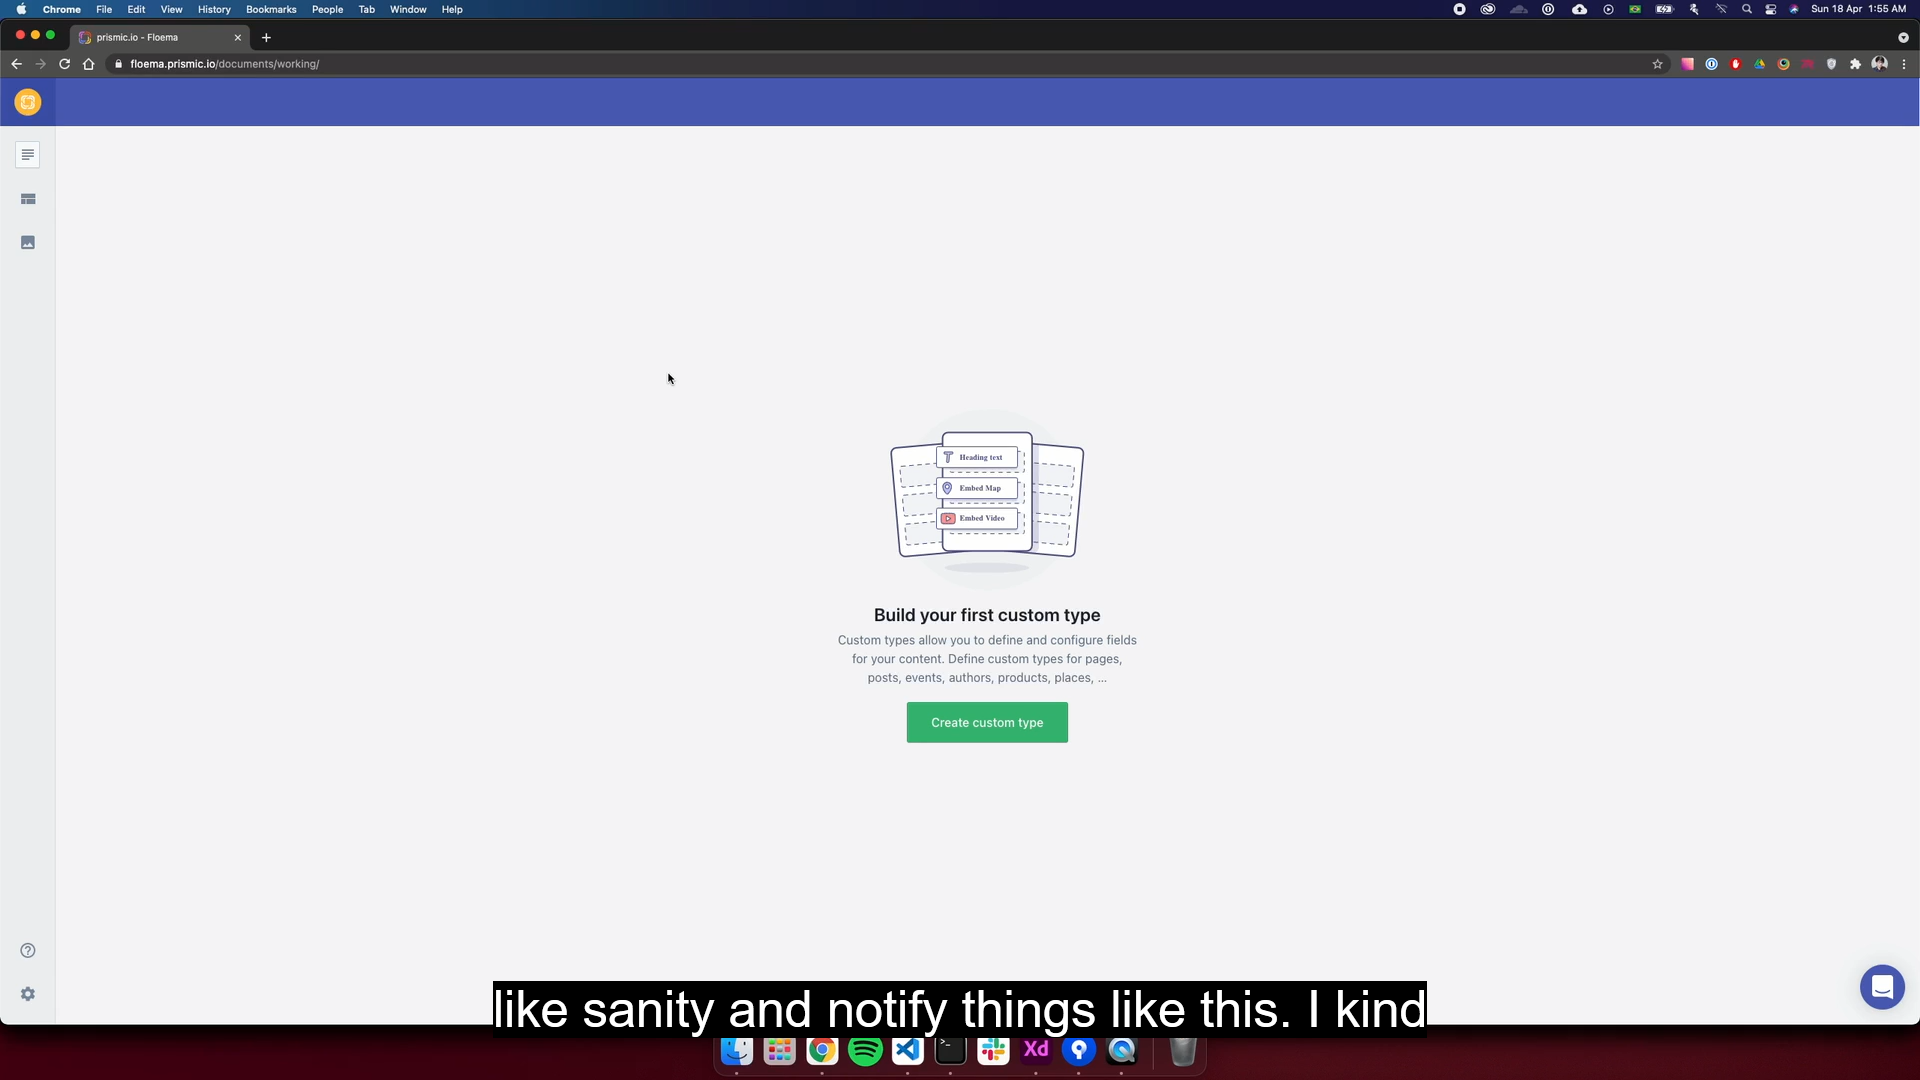 Chrome File Edit View History Bookmarks People Tab Window Help
Sun 18 Apr 1:55 AM
prismic.io - Floema
floema.prismic.io/documents/working/
Heading text
Embed Map
Embed Video
Build your first custom type
Custom types allow you to define and configure fields
for your content. Define custom types for pages,
posts, events, authors, products, places, ...
Create custom type
like sanity and notify things like this. I kind
Xd